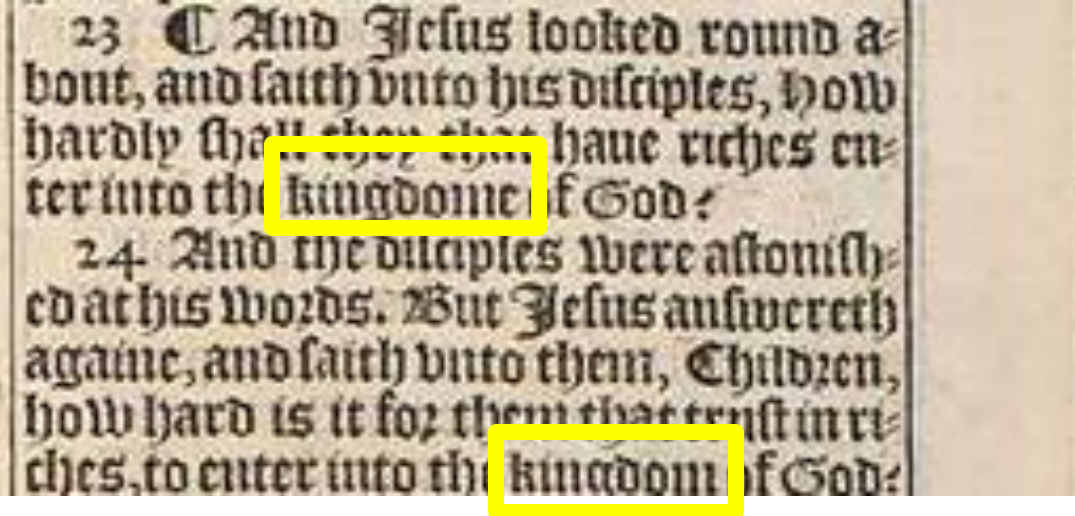 23 ¶ And Jeſus looked round a⸗
bout, and ſaith vnto his diſciples, How
hardly ſhall they that haue riches en⸗
ter into the kingdome of God?
24 And the diſciples were aſtoniſh⸗
ed at his words. But Jeſus anſwereth
againe, and ſaith vnto them, Children,
how hard is it foꝛ them that truſt in ri⸗
ches, to enter into the kingdom of God?